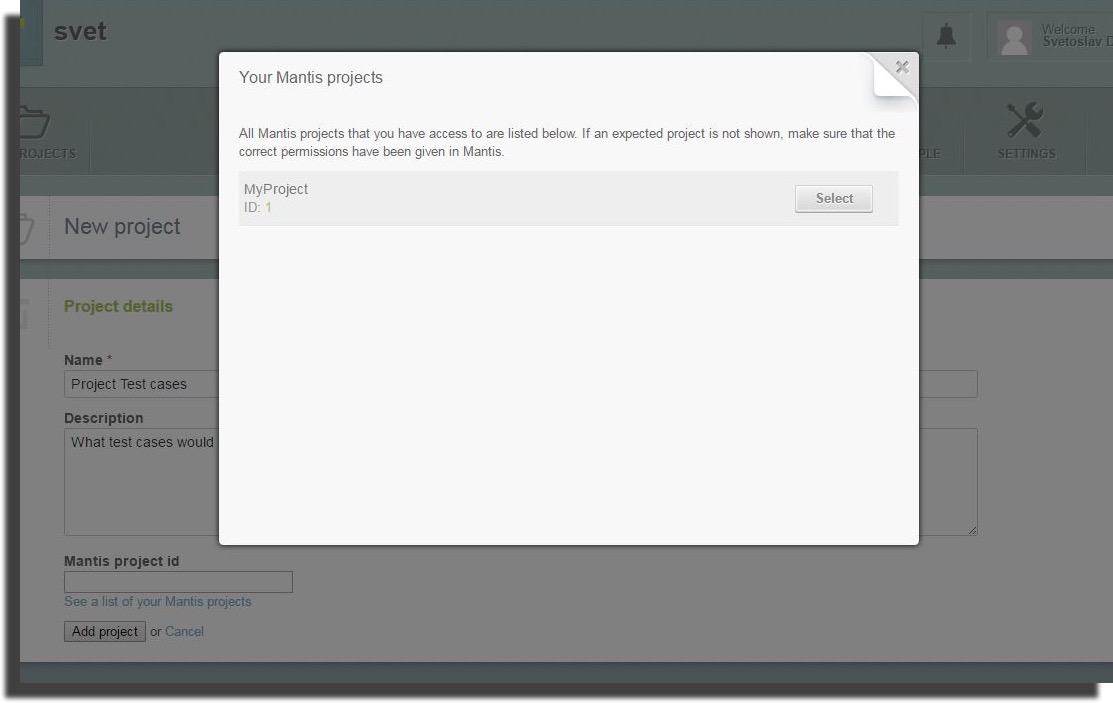 svet
Welcome
Svetoslav D
ROJECTS
PLE
SETTINGS
Your Mantis projects
All Mantis projects that you have access to are listed below. If an expected project is not shown, make sure that the
correct permissions have been given in Mantis.
MyProject
ID: 1
Select
New project
Project details
Name *
Project Test cases
Description
What test cases would
Mantis project id
See a list of your Mantis projects
Add project or Cancel